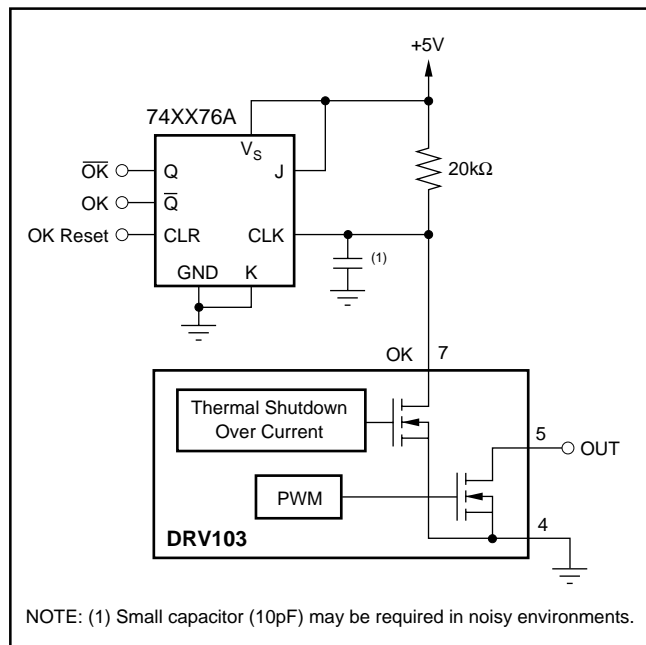 +5V
74XX76A
V_S
O̅K̅ Q J
20kΩ
OK Q̅
OK Reset CLR CLK
(1)
GND K
OK 7
Thermal Shutdown
Over Current
5
OUT
PWM
4
DRV103
NOTE: (1) Small capacitor (10pF) may be required in noisy environments.